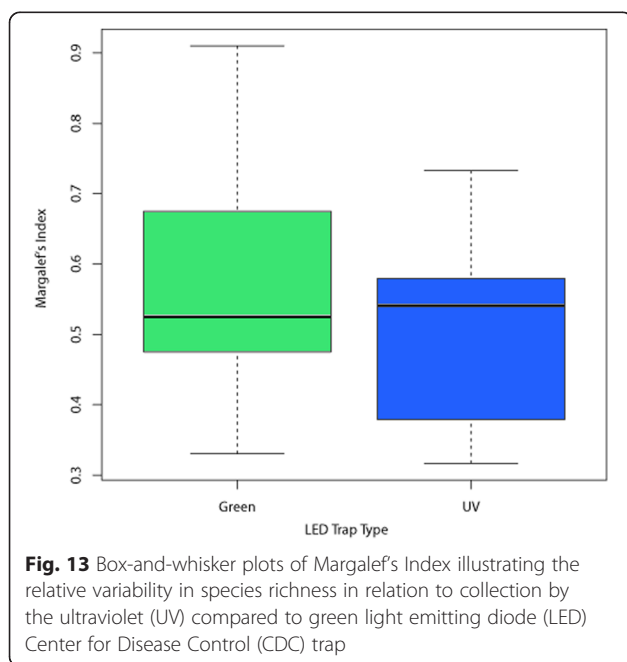 0.9
0.8
0.7
0.6
0.5
0.4
0.3
Margalef's Index
Green
UV
LED Trap Type
Fig. 13 Box-and-whisker plots of Margalef's Index illustrating the
relative variability in species richness in relation to collection by
the ultraviolet (UV) compared to green light emitting diode (LED)
Center for Disease Control (CDC) trap